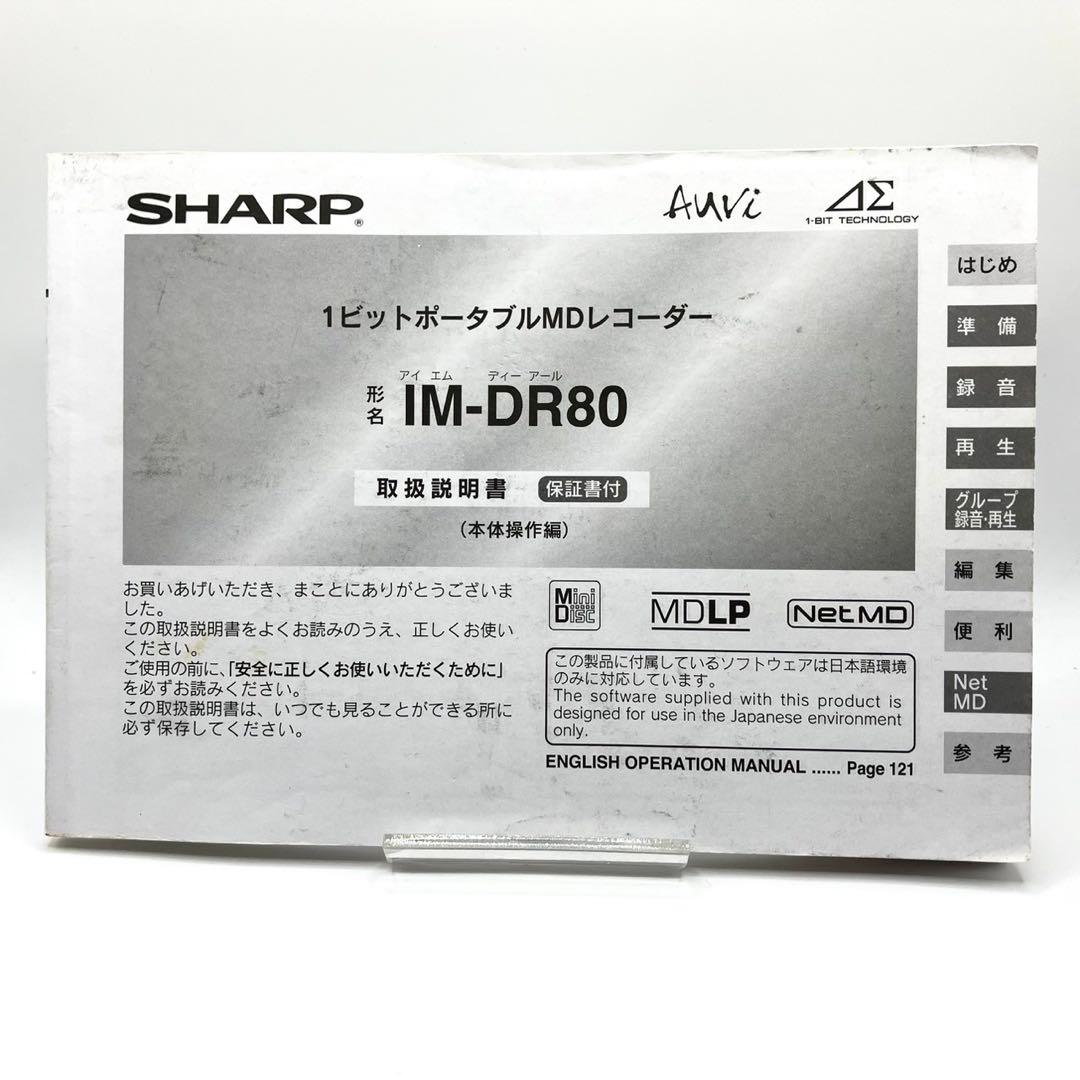 SHARP®
Auvi
ΔΣ
1-BIT TECHNOLOGY
1ビットポータブルMDレコーダー
アイ エム ディー アール
形名 IM-DR80
取扱説明書 保証書付
(本体操作編)
お買いあげいただき、まことにありがとうございま
した。
この取扱説明書をよくお読みのうえ、正しくお使い
ください。
ご使用の前に、「安全に正しくお使いいただくために」
を必ずお読みください。
この取扱説明書は、いつでも見ることができる所に
必ず保存してください。
Mini
Disc
MDLP
NetMD
この製品に付属しているソフトウェアは日本語環境
のみに対応しています。
The software supplied with this product is
designed for use in the Japanese environment
only.
ENGLISH OPERATION MANUAL ...... Page 121
はじめ
準 備
録 音
再 生
グループ
録音・再生
編 集
便 利
Net
MD
参 考